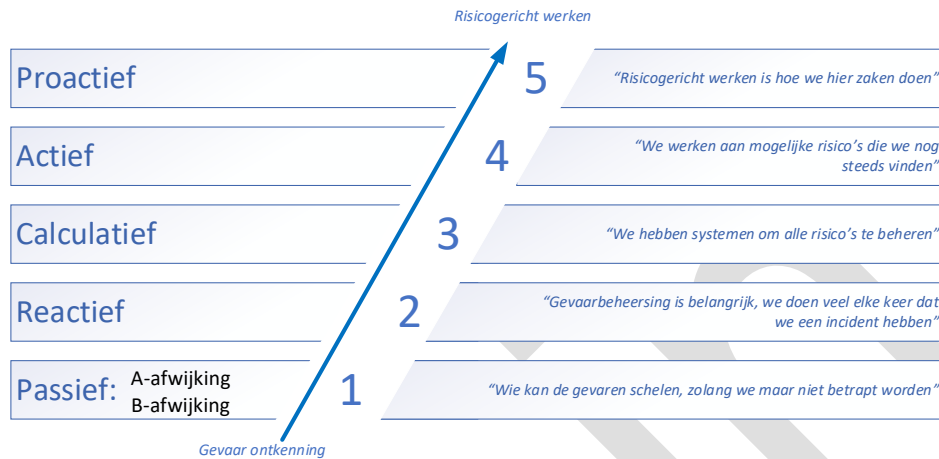 Risicogericht werken
Proactief
5
“Risicogericht werken is hoe we hier zaken doen”
Actief
4
“We werken aan mogelijke risico’s die we nog
steeds vinden”
Calculatief
3
“We hebben systemen om alle risico’s te beheren”
Reactief
2
“Gevaarbeheersing is belangrijk, we doen veel elke keer dat
we een incident hebben”
Passief:
A-afwijking
B-afwijking
1
“Wie kan de gevaren schelen, zolang we maar niet betrapt worden”
Gevaar ontkenning